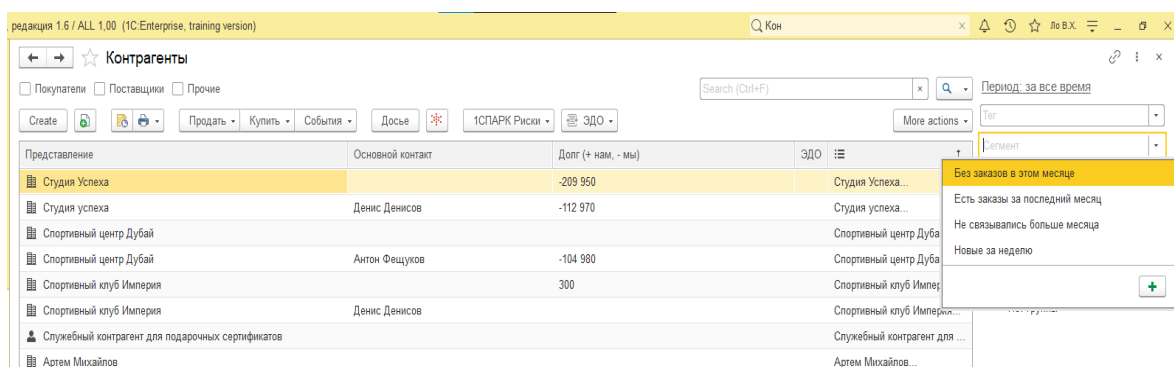 редакция 1.6 / ALL 1,00 (1C:Enterprise, training version) Кон Ло В.Х.
Контрагенты
Покупатели Поставщики Прочие Search (Ctrl+F) Период: за все время
Create Продать Купить События Досье 1СПАРК Риски ЭДО More actions Тег
Представление Основной контакт Долг (+ нам, - мы) ЭДО Сегмент
Студия Успеха -209 950 Студия Успеха... Без заказов в этом месяце
Студия успеха Денис Денисов -112 970 Студия успеха... Есть заказы за последний месяц
Спортивный центр Дубай Спортивный центр Дуба Не связывались больше месяца
Спортивный центр Дубай Антон Фещуков -104 980 Спортивный центр Дуба Новые за неделю
Спортивный клуб Империя 300 Спортивный клуб Импер
Спортивный клуб Империя Денис Денисов Спортивный клуб Империя...
Служебный контрагент для подарочных сертификатов Служебный контрагент для ...
Артем Михайлов Артем Михайлов...